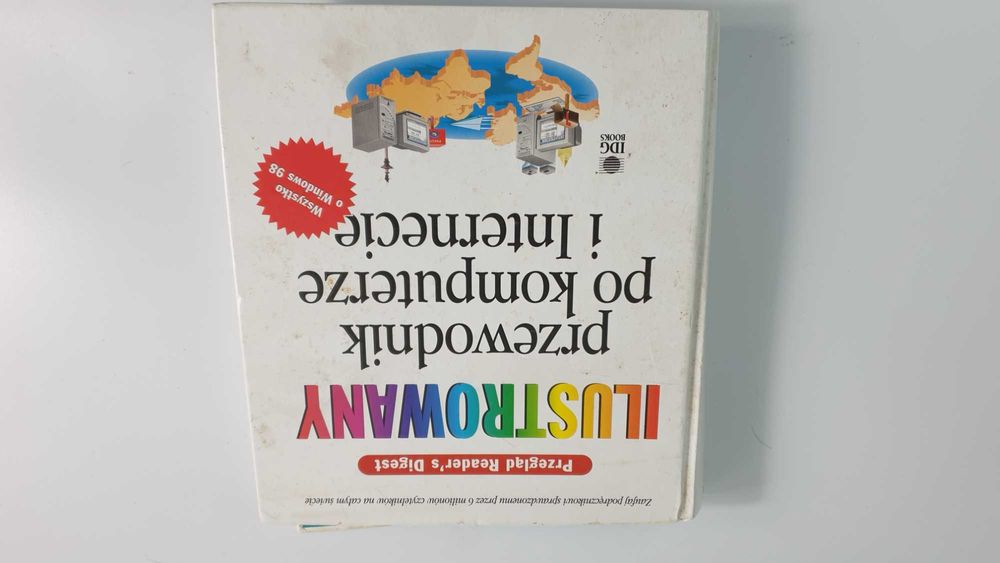 Zaufaj podręcznikowi sprawdzonemu przez 6 milionów czytelników na całym świecie
Przegląd Reader's Digest
ILUSTROWANY
przewodnik
po komputerze
i Internecie
Wszystko
o Windows 98
IDG
BOOKS